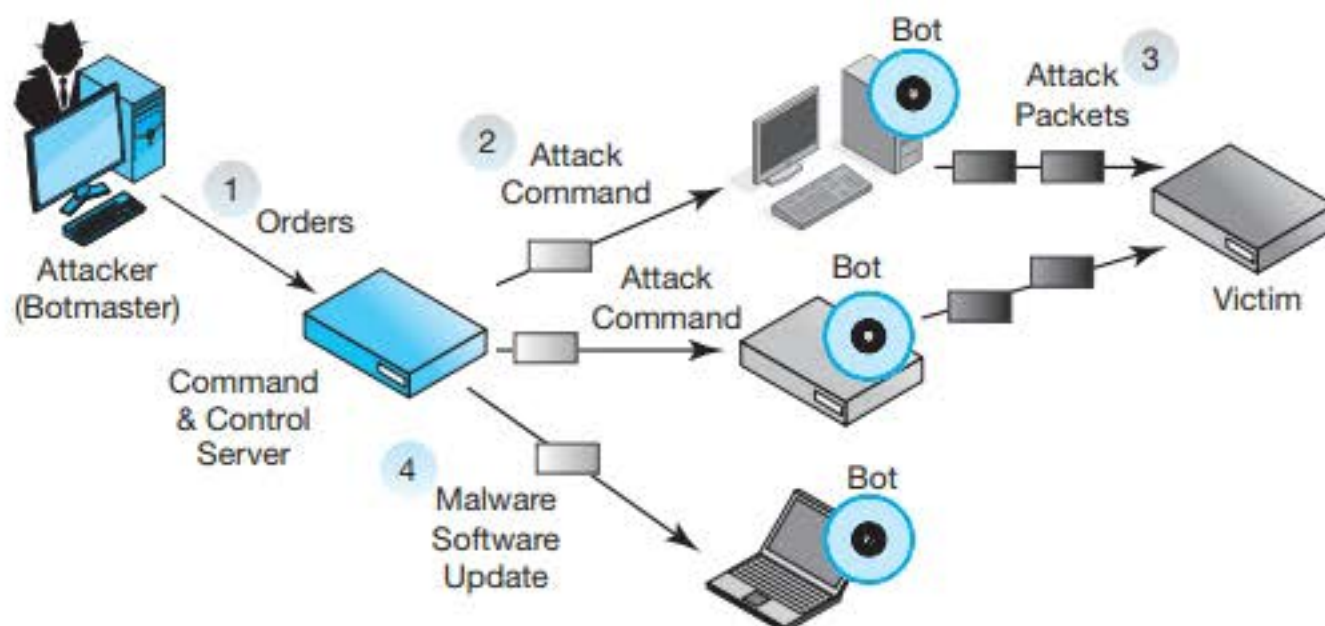 Bot
3
Attack
Packets
2
Attack
Command
1
Orders
Attacker
(Botmaster)
Attack
Command
Bot
Victim
Command
& Control
Server
4
Malware
Software
Update
Bot